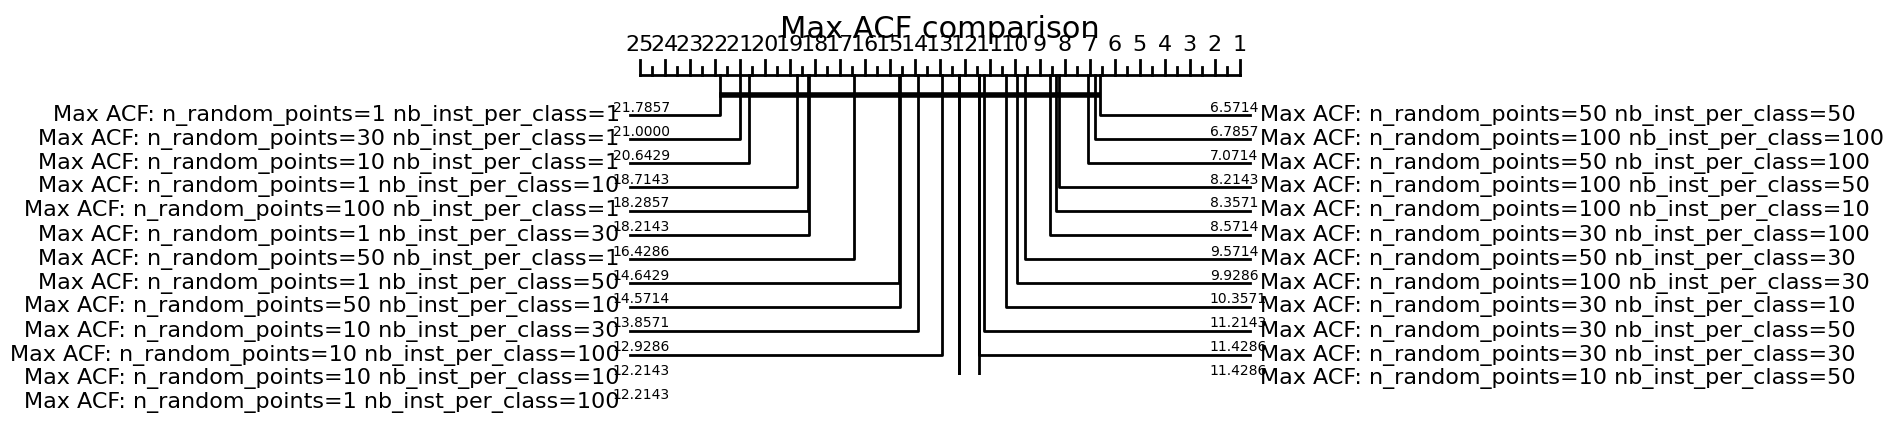 Max ACF comparison
25 24 23 22 21 20 19 18 17 16 15 14 13 12 11 10 9 8 7 6 5 4 3 2 1
Max ACF: n_random_points=1 nb_inst_per_class=1 21.7857
Max ACF: n_random_points=30 nb_inst_per_class=1 21.0000
Max ACF: n_random_points=10 nb_inst_per_class=1 20.6429
Max ACF: n_random_points=1 nb_inst_per_class=10 18.7143
Max ACF: n_random_points=100 nb_inst_per_class=1 18.2857
Max ACF: n_random_points=1 nb_inst_per_class=30 18.2143
Max ACF: n_random_points=50 nb_inst_per_class=1 16.4286
Max ACF: n_random_points=1 nb_inst_per_class=50 14.6429
Max ACF: n_random_points=50 nb_inst_per_class=10 14.5714
Max ACF: n_random_points=10 nb_inst_per_class=30 13.8571
Max ACF: n_random_points=10 nb_inst_per_class=100 12.9286
Max ACF: n_random_points=10 nb_inst_per_class=10 12.2143
Max ACF: n_random_points=1 nb_inst_per_class=100 12.2143
6.5714 Max ACF: n_random_points=50 nb_inst_per_class=50
6.7857 Max ACF: n_random_points=100 nb_inst_per_class=100
7.0714 Max ACF: n_random_points=50 nb_inst_per_class=100
8.2143 Max ACF: n_random_points=100 nb_inst_per_class=50
8.3571 Max ACF: n_random_points=100 nb_inst_per_class=10
8.5714 Max ACF: n_random_points=30 nb_inst_per_class=100
9.5714 Max ACF: n_random_points=50 nb_inst_per_class=30
9.9286 Max ACF: n_random_points=100 nb_inst_per_class=30
10.3571 Max ACF: n_random_points=30 nb_inst_per_class=10
11.2143 Max ACF: n_random_points=30 nb_inst_per_class=50
11.4286 Max ACF: n_random_points=30 nb_inst_per_class=30
11.4286 Max ACF: n_random_points=10 nb_inst_per_class=50